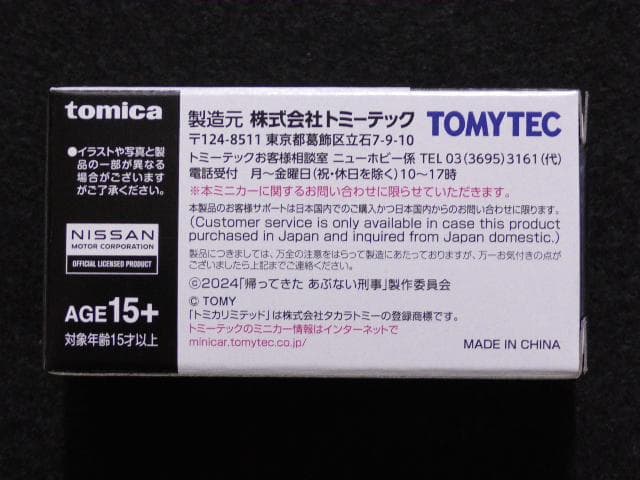 tomica
●イラストや写真と製
品の一部が異なる
場合がございます
がご了承ください。
NISSAN
MOTOR CORPORATION
OFFICIAL LICENSED PRODUCT
AGE15+
対象年齢15才以上
製造元 株式会社トミーテック TOMYTEC
〒124-8511 東京都葛飾区立石7-9-10
トミーテックお客様相談室 ニューホビー係 TEL 03(3695)3161(代)
電話受付 月～金曜日(祝・休日を除く)10～17時
※本ミニカーに関するお問い合わせに限らせていただきます。
本製品のお客様サポートは日本国内でのご購入かつ日本国内からのお問い合わせに限ります。
(Customer service is only available in case this product
purchased in Japan and inquired from Japan domestic.)
製品につきましては、万全の注意をはらって製造にあたっておりますが、万一お気付きの点が
ございましたら上記までご連絡ください。
©2024「帰ってきた あぶない刑事」製作委員会
© TOMY
「トミカリミテッド」は株式会社タカラトミーの登録商標です。
トミーテックのミニカー情報はインターネットで
minicar.tomytec.co.jp/
MADE IN CHINA